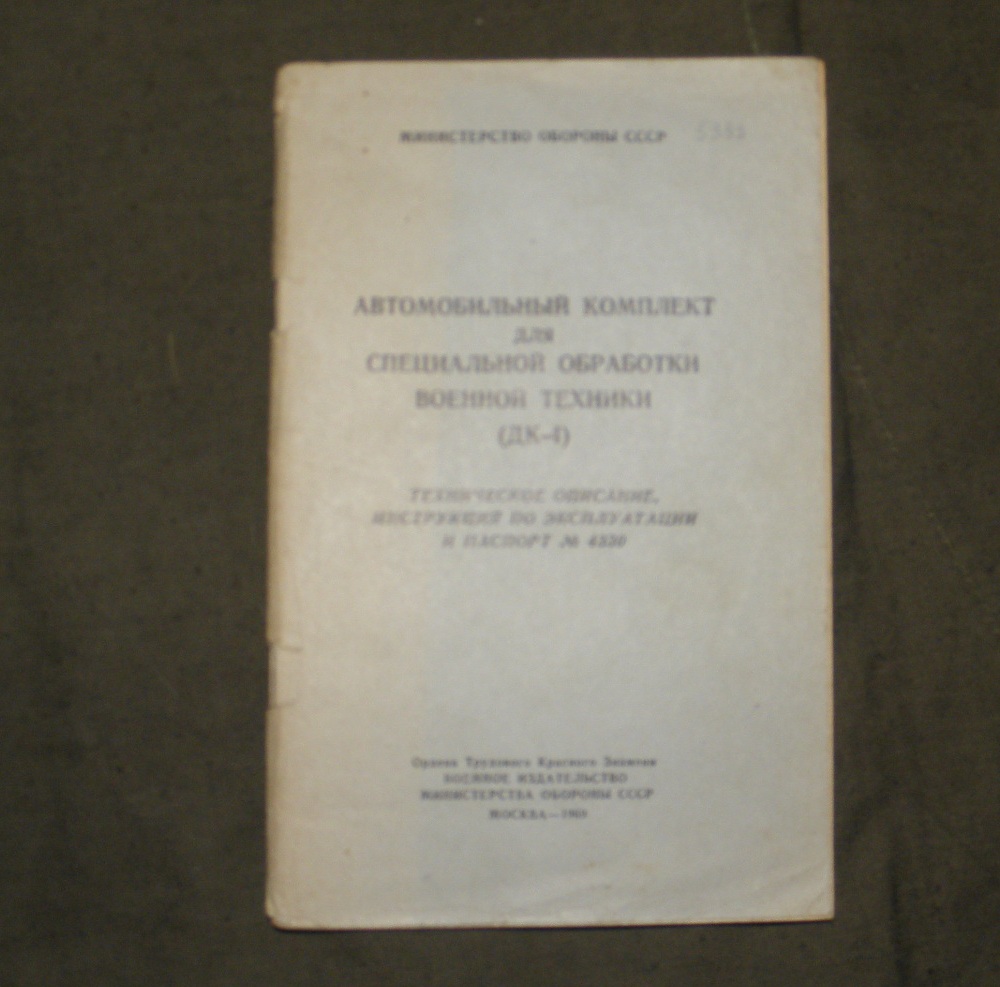 МИНИСТЕРСТВО ОБОРОНЫ СССР
АВТОМОБИЛЬНЫЙ КОМПЛЕКТ
ДЛЯ
СПЕЦИАЛЬНОЙ ОБРАБОТКИ
ВОЕННОЙ ТЕХНИКИ
(ДК-4)
ТЕХНИЧЕСКОЕ ОПИСАНИЕ,
ИНСТРУКЦИЯ ПО ЭКСПЛУАТАЦИИ
И ПАСПОРТ №
Ордена Трудового Красного Знамени
ВОЕННОЕ ИЗДАТЕЛЬСТВО
МИНИСТЕРСТВА ОБОРОНЫ СССР
МОСКВА—